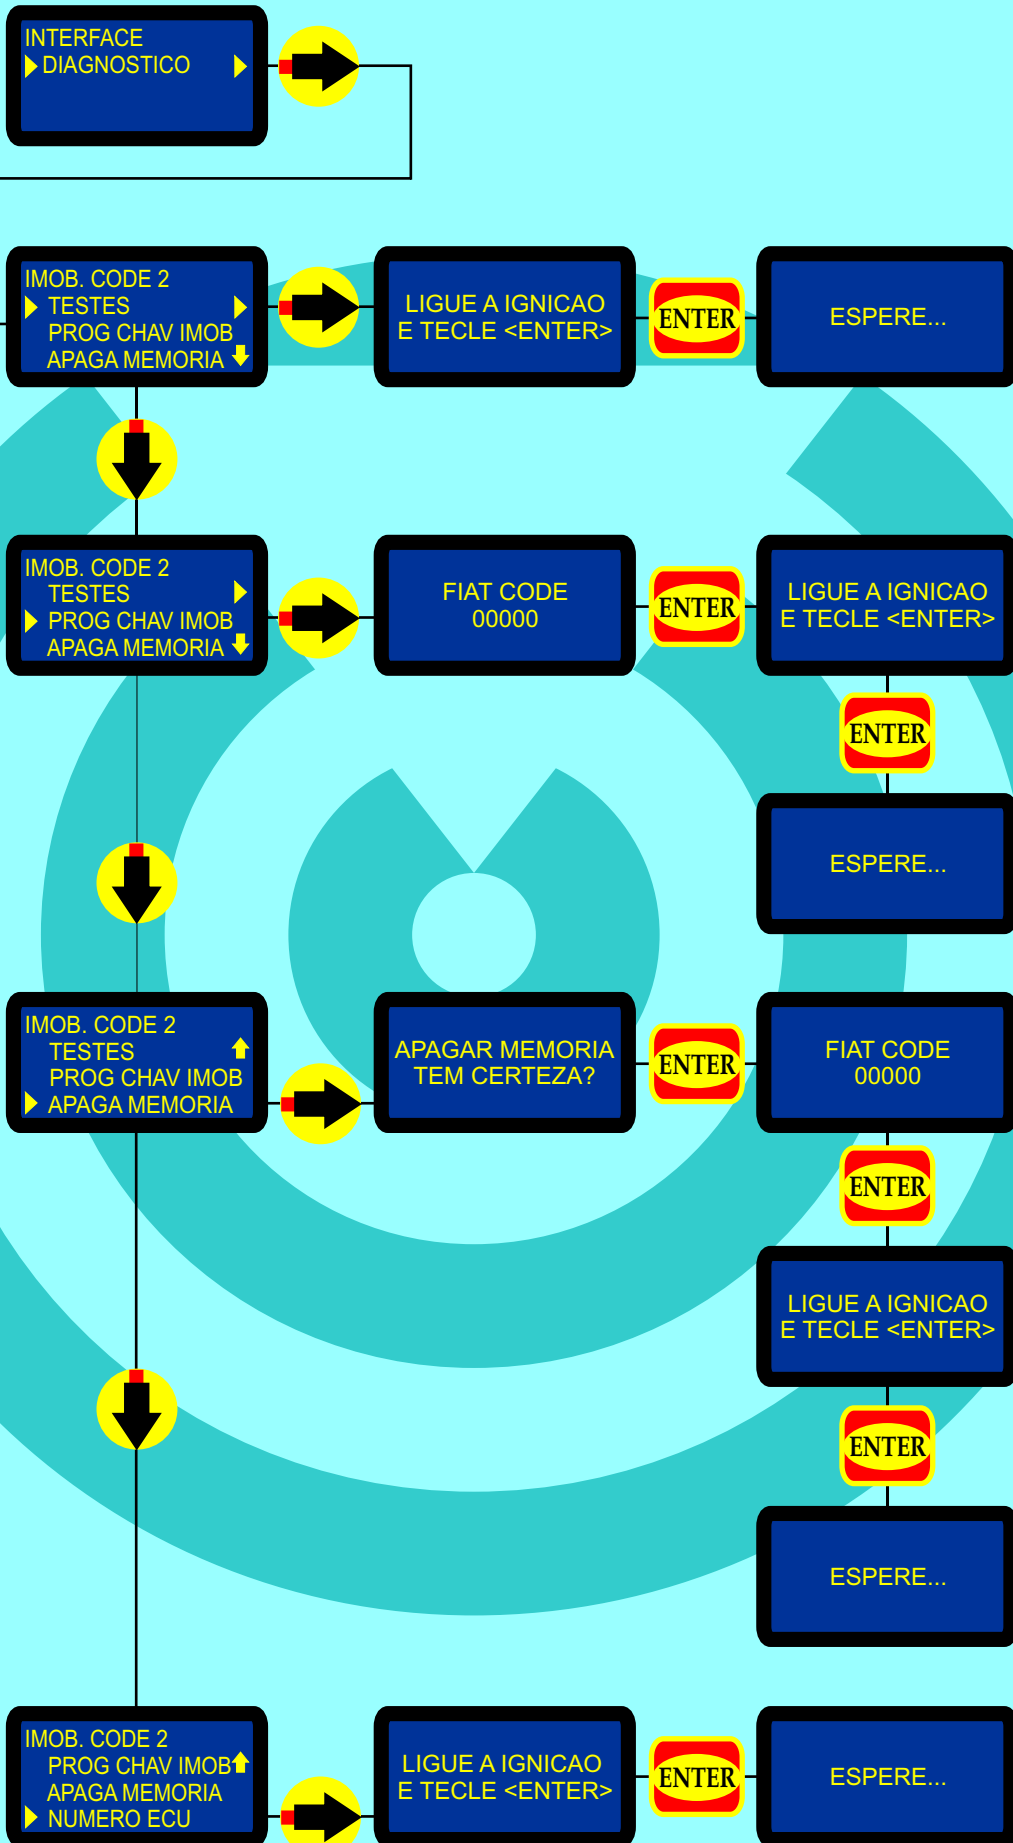 INTERFACE
DIAGNOSTICO
IMOB. CODE 2
TESTES
PROG CHAV IMOB
APAGA MEMORIA
LIGUE A IGNICAO
E TECLE <ENTER>
ENTER
ESPERE...
IMOB. CODE 2
TESTES
PROG CHAV IMOB
APAGA MEMORIA
FIAT CODE
00000
ENTER
LIGUE A IGNICAO
E TECLE <ENTER>
ENTER
ESPERE...
IMOB. CODE 2
TESTES
PROG CHAV IMOB
APAGA MEMORIA
APAGAR MEMORIA
TEM CERTEZA?
ENTER
FIAT CODE
00000
ENTER
LIGUE A IGNICAO
E TECLE <ENTER>
ENTER
ESPERE...
IMOB. CODE 2
PROG CHAV IMOB
APAGA MEMORIA
NUMERO ECU
LIGUE A IGNICAO
E TECLE <ENTER>
ENTER
ESPERE...